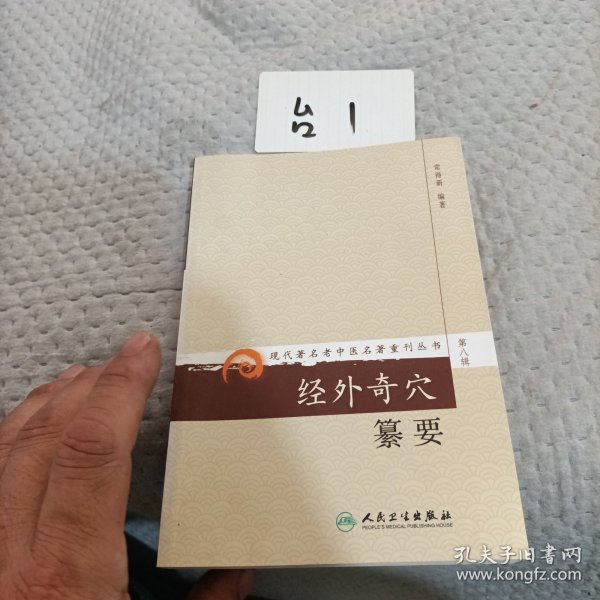 台1
常得新 编著
现代著名老中医名著重刊丛书
第八辑
经外奇穴
纂要
人民卫生出版社
PEOPLE'S MEDICAL PUBLISHING HOUSE
孔夫子旧书网
www.kongfz.com